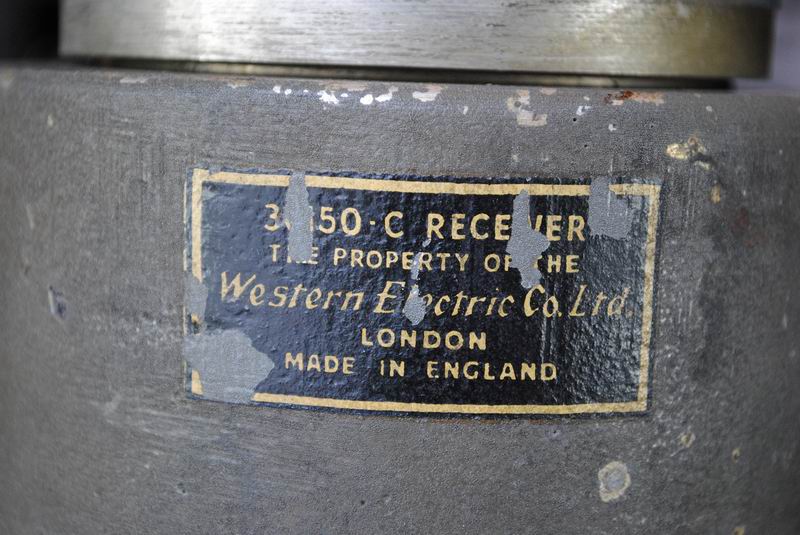 RECEIVER
THE PROPERTY OF THE
Western Electric Co. Ltd.
LONDON
MADE IN ENGLAND